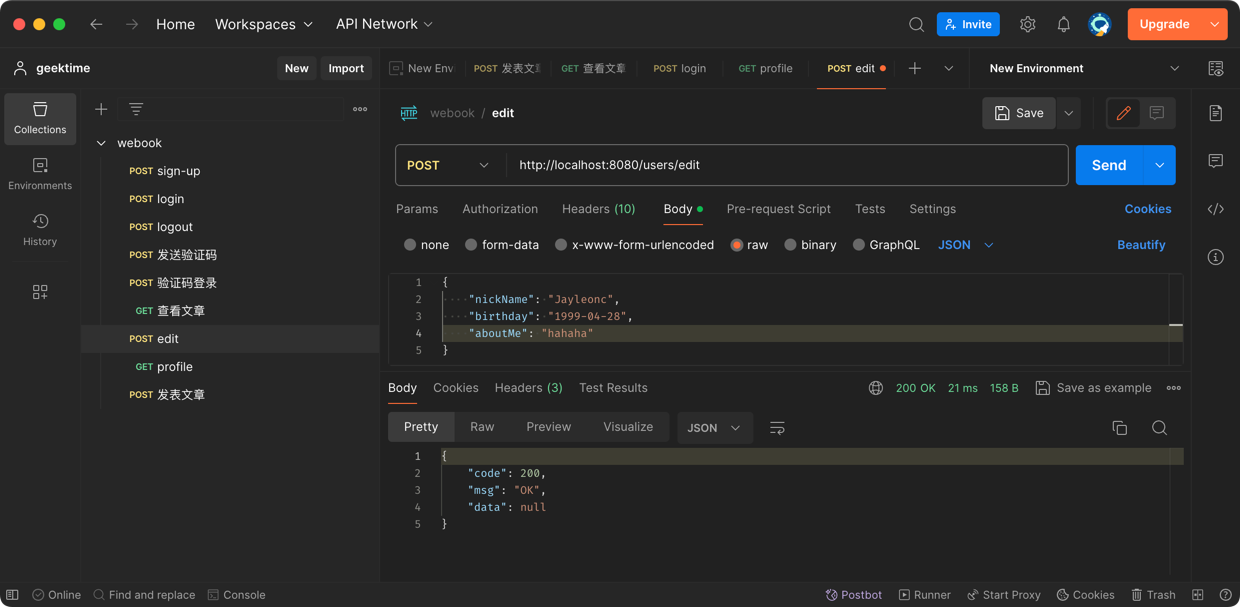 Home Workspaces API Network Invite Upgrade
geektime New Import New Env POST 发表文 GET 查看文章 POST login GET profile POST edit New Environment
Collections
Environments
History
webook
POST sign-up
POST login
POST logout
POST 发送验证码
POST 验证码登录
GET 查看文章
POST edit
GET profile
POST 发表文章
HTTP webook / edit Save
POST http://localhost:8080/users/edit Send
Params Authorization Headers (10) Body Pre-request Script Tests Settings Cookies
none form-data x-www-form-urlencoded raw binary GraphQL JSON Beautify
1 {
2 ····"nickName":·"Jayleonc",
3 ····"birthday":·"1999-04-28",
4 ····"aboutMe":·"hahaha"
5 }
Body Cookies Headers (3) Test Results 200 OK 21 ms 158 B Save as example
Pretty Raw Preview Visualize JSON
1 {
2 "code": 200,
3 "msg": "OK",
4 "data": null
5 }
Online Find and replace Console Postbot Runner Start Proxy Cookies Trash